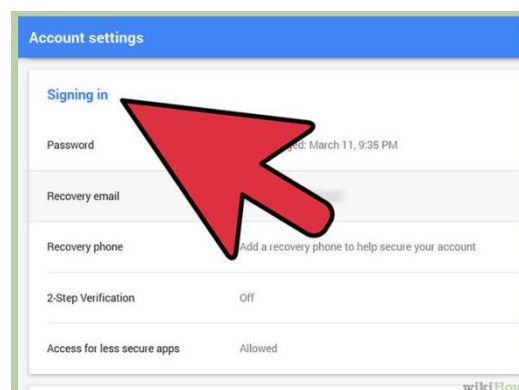 Account settings
Signing in
Password March 11, 9:35 PM
Recovery email
Recovery phone Add a recovery phone to help secure your account
2-Step Verification Off
Access for less secure apps Allowed
wikiHow